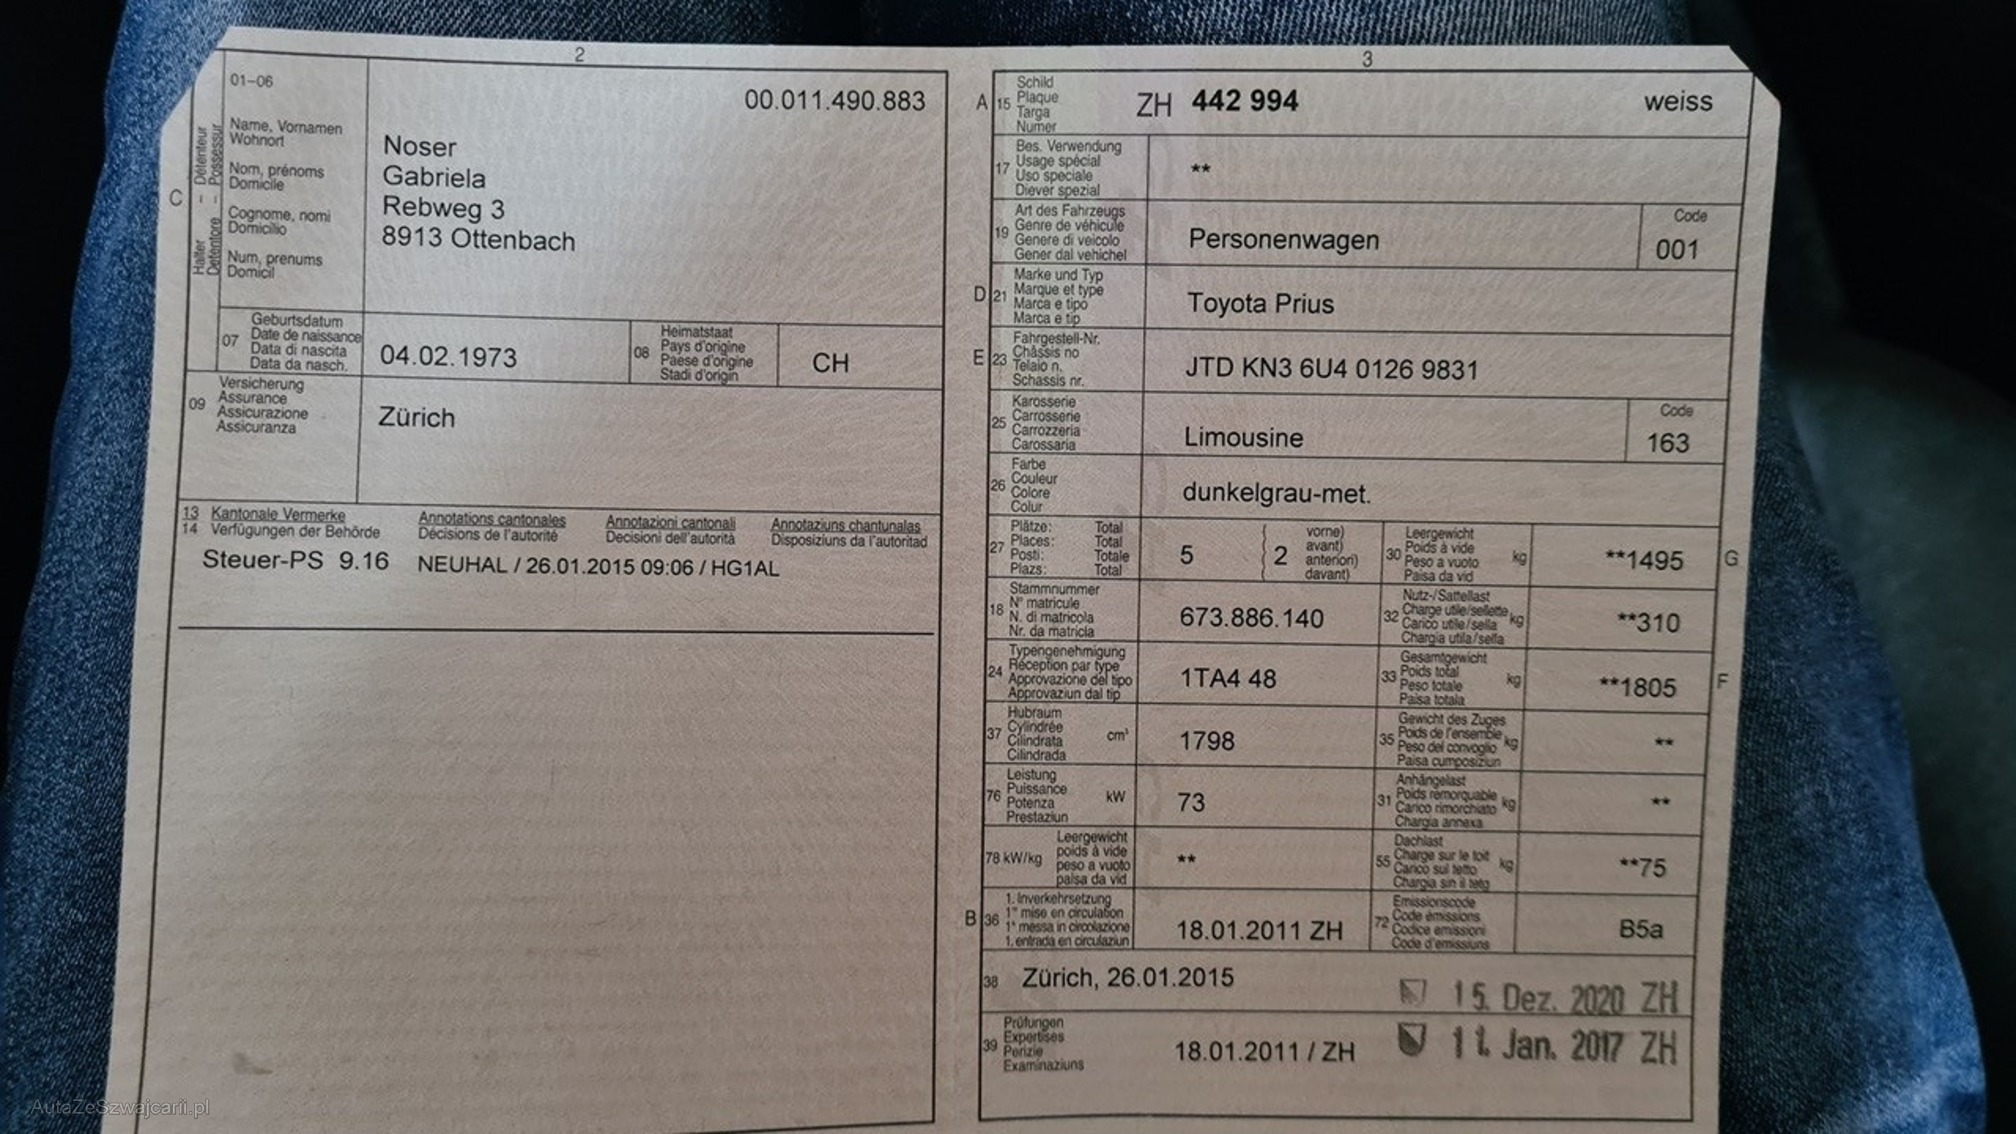 2
01–06
00.011.490.883
C
Halter – Détenteur
Detentore – Possessur
Name, Vornamen
Wohnort
Nom, prénoms
Domicile
Cognome, nomi
Domicilio
Num, prenums
Domicil
Noser
Gabriela
Rebweg 3
8913 Ottenbach
07
Geburtsdatum
Date de naissance
Data di nascita
Data da nasch.
04.02.1973
08
Heimatstaat
Pays d'origine
Paese d'origine
Stadi d'origin
CH
09
Versicherung
Assurance
Assicurazione
Assicuranza
Zürich
13 Kantonale Vermerke Annotations cantonales Annotazioni cantonali Annotaziuns chantunalas
14 Verfügungen der Behörde Décisions de l'autorité Decisioni dell'autorità Disposiziuns da l'autoritad
Steuer-PS 9.16 NEUHAL / 26.01.2015 09:06 / HG1AL
3
A 15
Schild
Plaque
Targa
Numer
ZH 442 994 weiss
17
Bes. Verwendung
Usage spécial
Uso speciale
Diever spezial
**
19
Art des Fahrzeugs
Genre de véhicule
Genere di veicolo
Gener dal vehichel
Personenwagen
Code
001
D 21
Marke und Typ
Marque et type
Marca e tipo
Marca e tip
Toyota Prius
E 23
Fahrgestell-Nr.
Châssis no
Telaio n.
Schassis nr.
JTD KN3 6U4 0126 9831
25
Karosserie
Carrosserie
Carrozzeria
Carossaria
Limousine
Code
163
26
Farbe
Couleur
Colore
Colur
dunkelgrau-met.
27
Plätze: Total
Places: Total
Posti: Totale
Plazs: Total
5 ( 2 vorne)
( avant)
( anteriori)
( davant)
30
Leergewicht
Poids à vide
Peso a vuoto
Paisa da vid
kg
**1495
G
18
Stammnummer
N° matricule
N. di matricola
Nr. da matricla
673.886.140
32
Nutz-/Sattellast
Charge utile/sellette
Carico utile/sella
Chargia utila/sella
kg
**310
24
Typengenehmigung
Réception par type
Approvazione del tipo
Approvaziun dal tip
1TA4 48
33
Gesamtgewicht
Poids total
Peso totale
Paisa totala
kg
**1805
F
37
Hubraum
Cylindrée
Cilindrata
Cilindrada
cm³
1798
35
Gewicht des Zuges
Poids de l'ensemble
Peso del convoglio
Paisa cumposiziun
kg
**
76
Leistung
Puissance
Potenza
Prestaziun
kW
73
31
Anhängelast
Poids remorquable
Carico rimorchiato
Chargia annexa
kg
**
78 kW/kg
Leergewicht
poids à vide
peso a vuoto
paisa da vid
**
55
Dachlast
Charge sur le toit
Carico sul tetto
Chargia sin il tetg
kg
**75
B 36
1. Inverkehrsetzung
1re mise en circulation
1a messa in circolazione
1. entrada en circulaziun
18.01.2011 ZH
72
Emissionscode
Code émissions
Codice emissioni
Code d'emissiuns
B5a
38 Zürich, 26.01.2015
15. Dez. 2020 ZH
39
Prüfungen
Expertises
Perizie
Examinaziuns
18.01.2011 / ZH
11. Jan. 2017 ZH
AutaZeSzwajcarii.pl